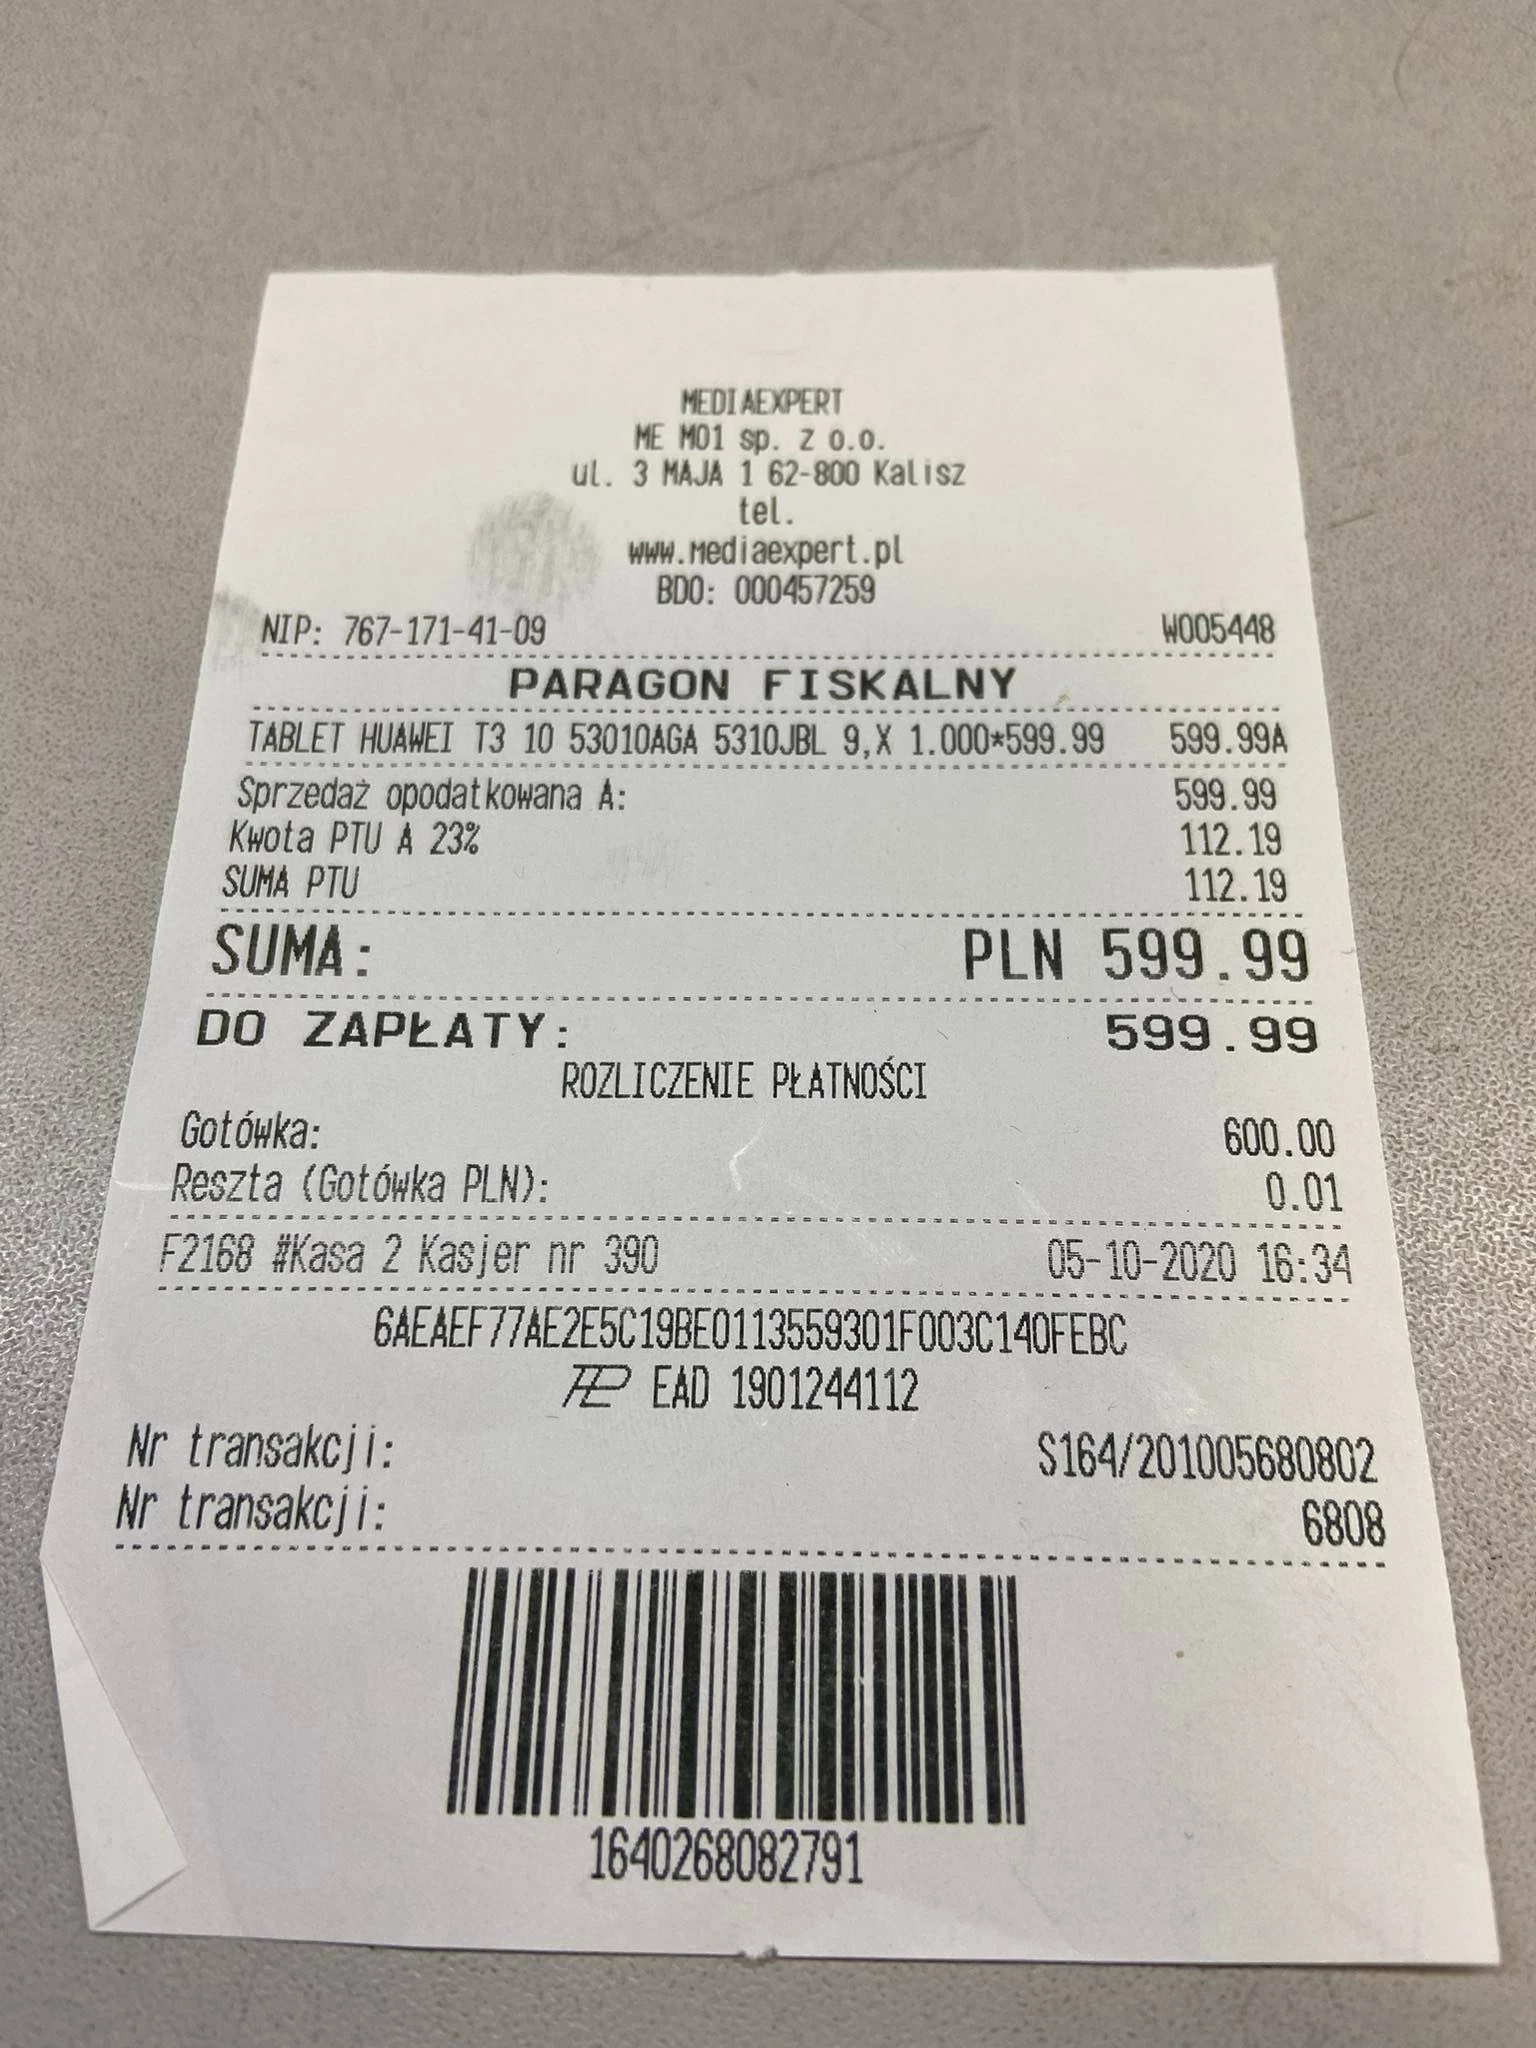 MEDIAEXPERT
ME M01 sp. z o.o.
ul. 3 MAJA 1 62-800 Kalisz
tel.
www.mediaexpert.pl
BDO: 000457259
NIP: 767-171-41-09 W005448
PARAGON FISKALNY
TABLET HUAWEI T3 10 53010AGA 5310JBL 9,X 1.000*599.99 599.99A
Sprzedaż opodatkowana A: 599.99
Kwota PTU A 23% 112.19
SUMA PTU 112.19
SUMA: PLN 599.99
DO ZAPŁATY: 599.99
ROZLICZENIE PŁATNOŚCI
Gotówka: 600.00
Reszta (Gotówka PLN): 0.01
F2168 #Kasa 2 Kasjer nr 390 05-10-2020 16:34
6AEAEF77AE2E5C19BE0113559301F003C140FEBC
EAD 1901244112
Nr transakcji: S164/201005680802
Nr transakcji: 6808
1640268082791